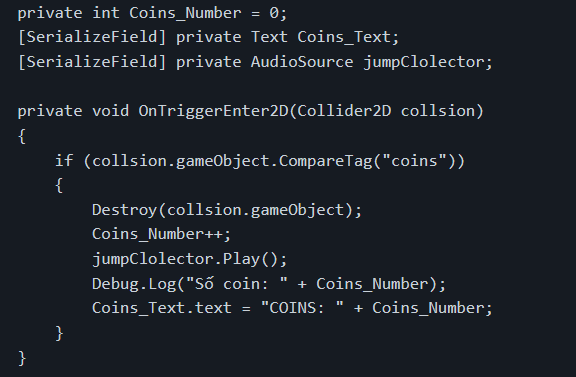 private int Coins_Number = 0;
[SerializeField] private Text Coins_Text;
[SerializeField] private AudioSource jumpClolector;

private void OnTriggerEnter2D(Collider2D collsion)
{
    if (collsion.gameObject.CompareTag("coins"))
    {
        Destroy(collsion.gameObject);
        Coins_Number++;
        jumpClolector.Play();
        Debug.Log("Số coin: " + Coins_Number);
        Coins_Text.text = "COINS: " + Coins_Number;
    }
}